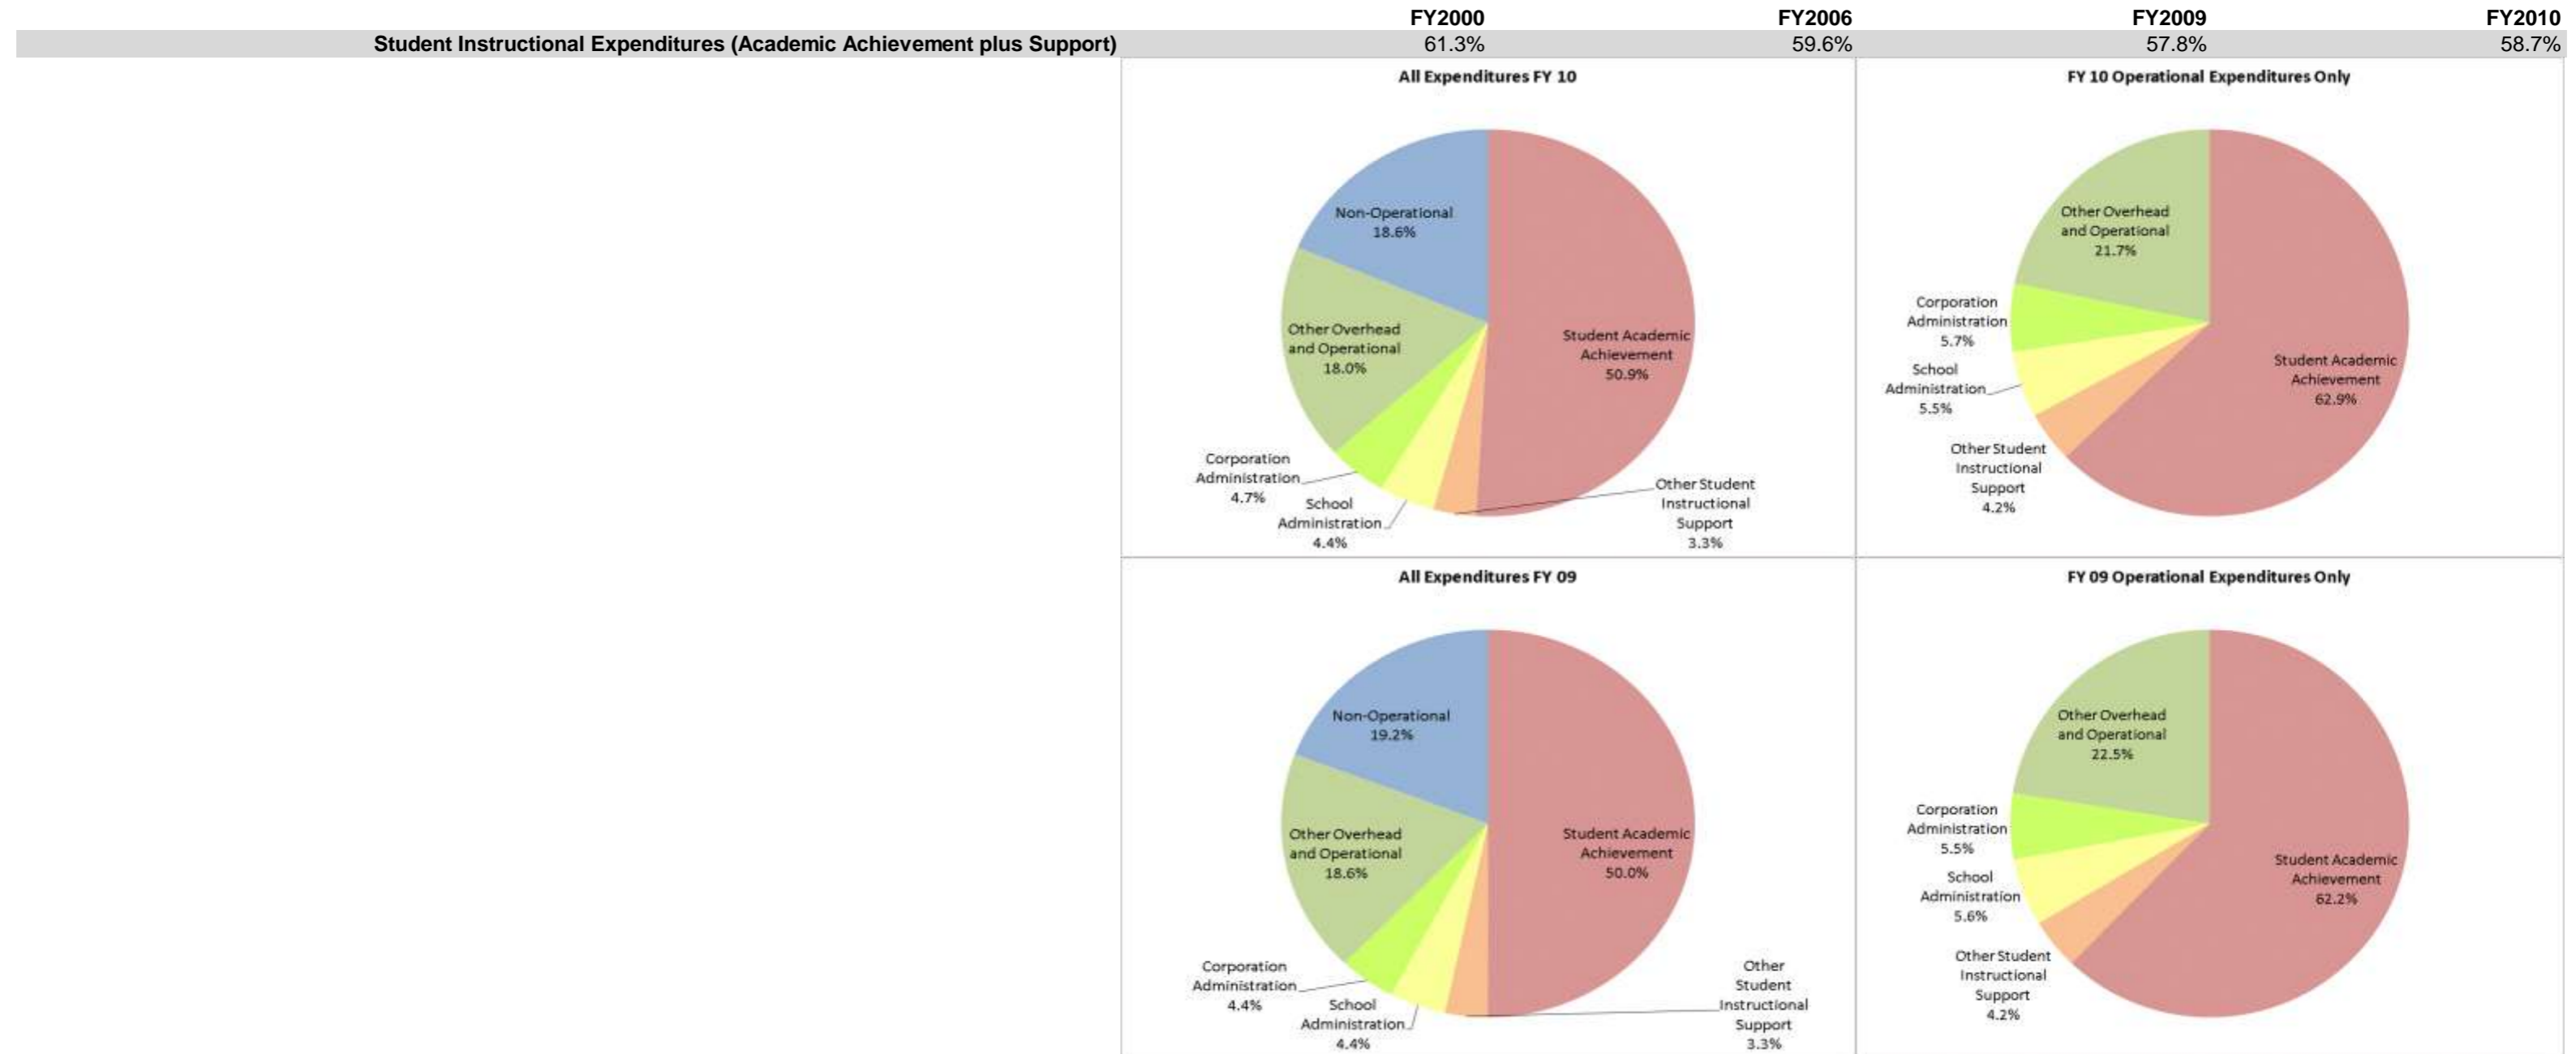 FY2000 FY2006 FY2009 FY2010
Student Instructional Expenditures (Academic Achievement plus Support) 61.3% 59.6% 57.8% 58.7%
All Expenditures FY 10
Non-Operational
18.6%
Other Overhead
and Operational
18.0%
Student Academic
Achievement
50.9%
Corporation
Administration
4.7%
School
Administration
4.4%
Other Student
Instructional
Support
3.3%
FY 10 Operational Expenditures Only
Other Overhead
and Operational
21.7%
Corporation
Administration
5.7%
School
Administration
5.5%
Student Academic
Achievement
62.9%
Other Student
Instructional
Support
4.2%
All Expenditures FY 09
Non-Operational
19.2%
Other Overhead
and Operational
18.6%
Student Academic
Achievement
50.0%
Corporation
Administration
4.4%
School
Administration
4.4%
Other
Student
Instructional
Support
3.3%
FY 09 Operational Expenditures Only
Other Overhead
and Operational
22.5%
Corporation
Administration
5.5%
School
Administration
5.6%
Student Academic
Achievement
62.2%
Other Student
Instructional
Support
4.2%